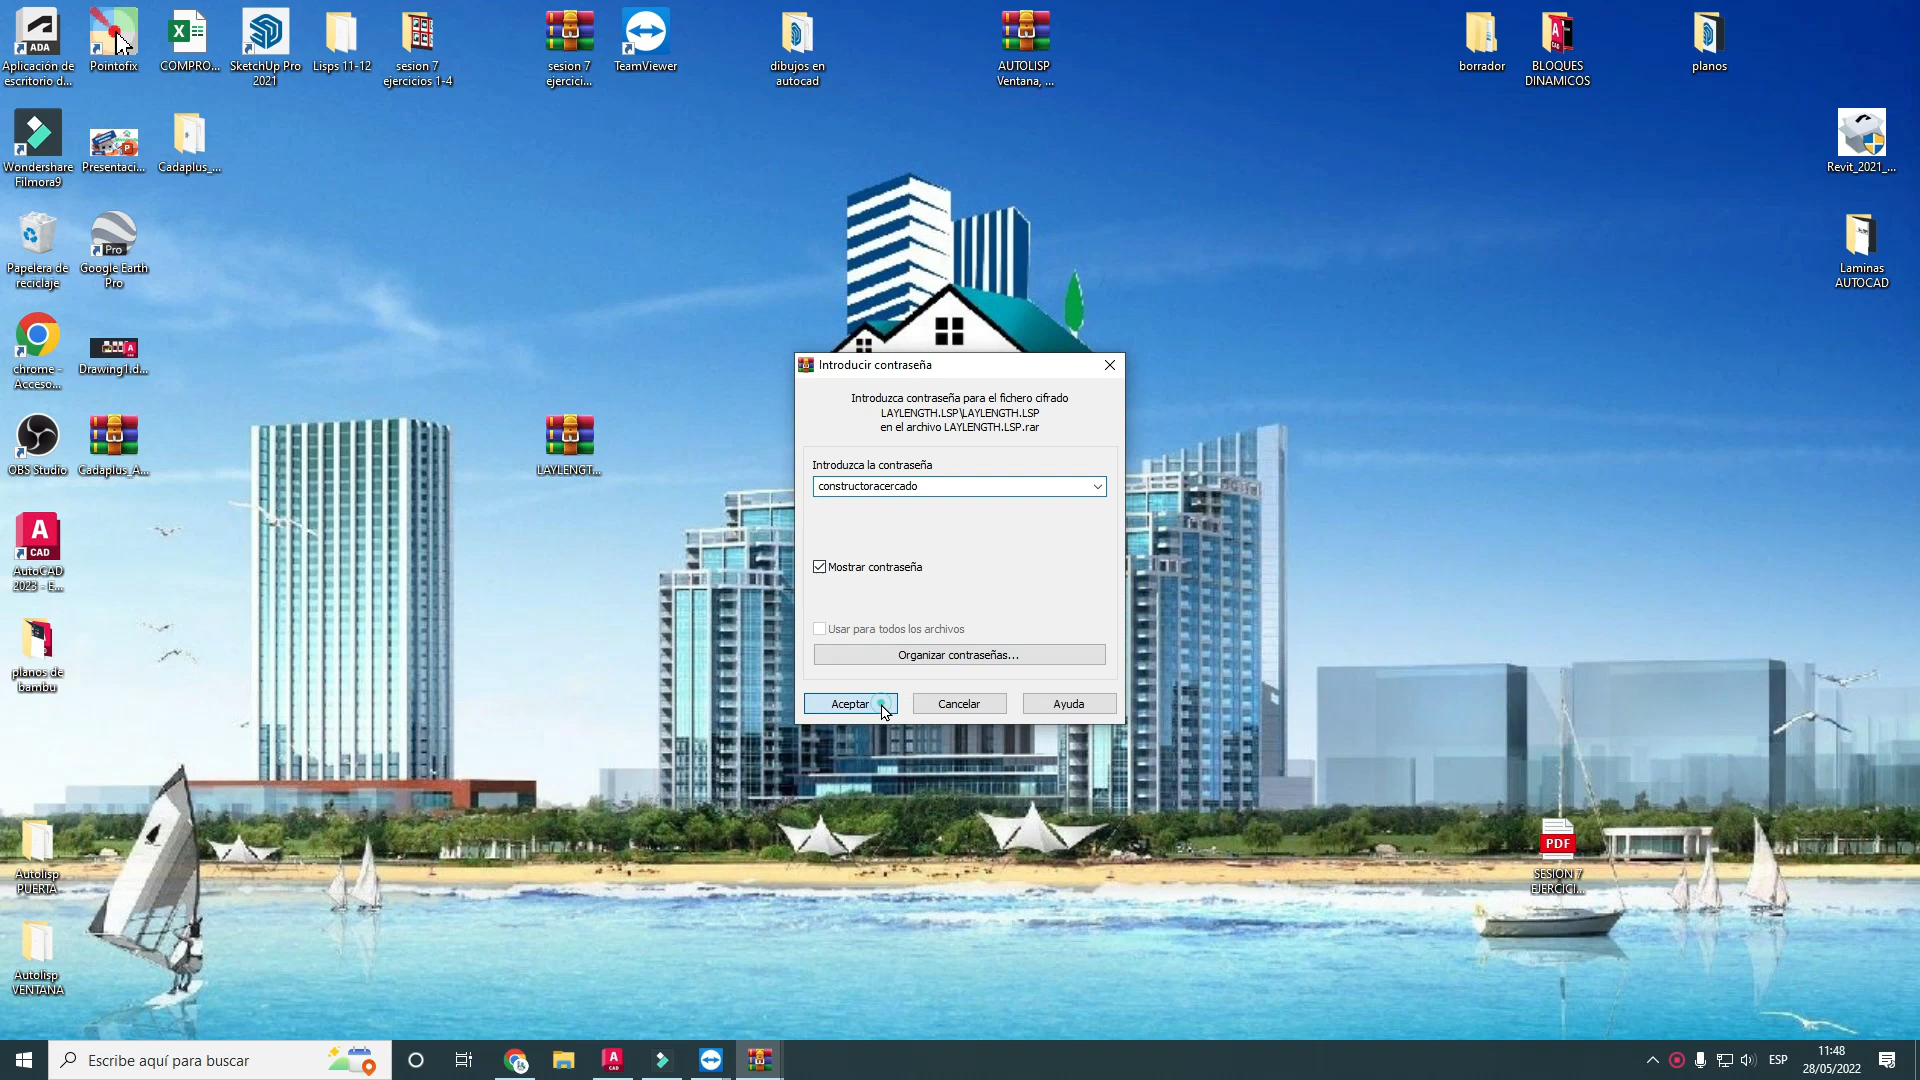 Aplicación de
escritorio d...
Pointofix
COMPRO...
SketchUp Pro
2021
Lisps 11-12
sesion 7
ejercicios 1-4
sesion 7
ejercici...
TeamViewer
dibujos en
autocad
AUTOLISP
Ventana, ...
borrador
BLOQUES
DINAMICOS
planos
Wondershare
Filmora9
Presentaci...
Cadaplus_...
Revit_2021_...
Papelera de
reciclaje
Google Earth
Pro
Laminas
AUTOCAD
chrome -
Acceso...
Drawing1.d...
OBS Studio
Cadaplus_A...
LAYLENGT...
AutoCAD
2023 - E...
planos de
bambu
Autolisp
PUERTA
Autolisp
VENTANA
SESION 7
EJERCICI...
ADA
Pro
A
CAD
PDF
Introducir contraseña
Introduzca contraseña para el fichero cifrado
LAYLENGTH.LSP\LAYLENGTH.LSP
en el archivo LAYLENGTH.LSP.rar
Introduzca la contraseña
constructoracercado
Mostrar contraseña
Usar para todos los archivos
Organizar contraseñas...
Aceptar
Cancelar
Ayuda
Escribe aquí para buscar
ESP
11:48
28/05/2022